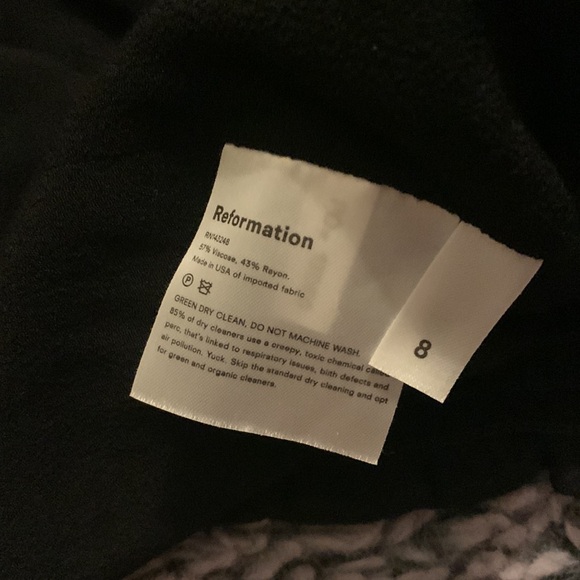 Reformation
RN143248
57% Viscose, 43% Rayon.
Made in USA of imported fabric
P
GREEN DRY CLEAN, DO NOT MACHINE WASH.
85% of dry cleaners use a creepy, toxic chemical called
perc, that's linked to respiratory issues, birth defects and
air pollution. Yuck. Skip the standard dry cleaning and opt
for green and organic cleaners.
8